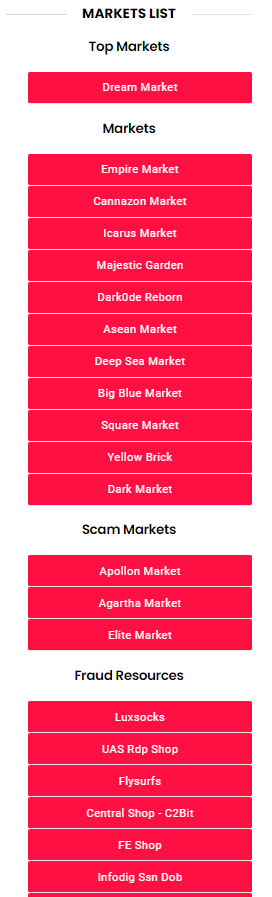 MARKETS LIST
Top Markets
Dream Market
Markets
Empire Market
Cannazon Market
Icarus Market
Majestic Garden
Dark0de Reborn
Asean Market
Deep Sea Market
Big Blue Market
Square Market
Yellow Brick
Dark Market
Scam Markets
Apollon Market
Agartha Market
Elite Market
Fraud Resources
Luxsocks
UAS Rdp Shop
Flysurfs
Central Shop - C2Bit
FE Shop
Infodig Ssn Dob